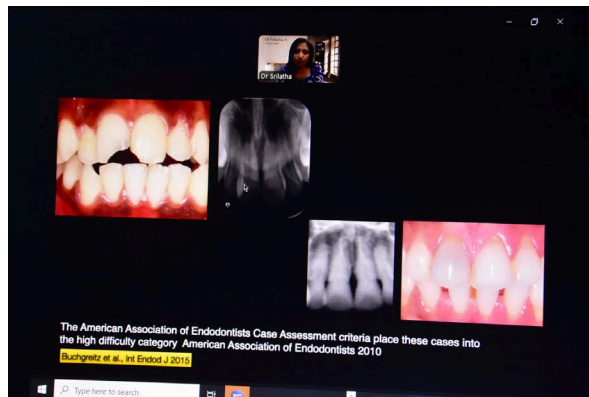 Dr Srilatha
The American Association of Endodontists Case Assessment criteria place these cases into
the high difficulty category American Association of Endodontists 2010
Buchgreitz et al., Int Endod J 2015
Type here to search